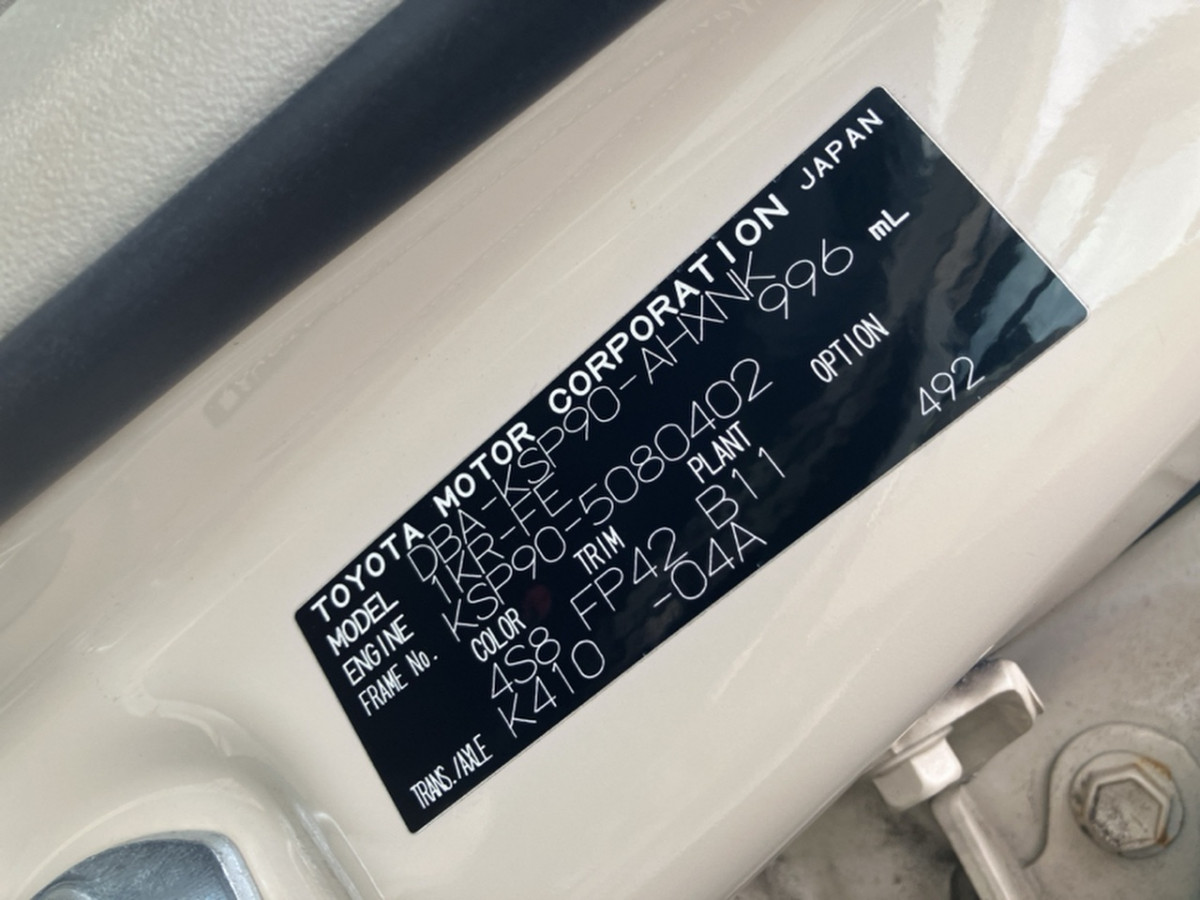 TOYOTA MOTOR CORPORATION JAPAN
MODEL DBA-KSP90-AHXNK
ENGINE 1KR-FE 996 mL
FRAME No. KSP90-5080402
COLOR TRIM PLANT OPTION
4S8 FP42 B11 492
TRANS./AXLE K410 -04A